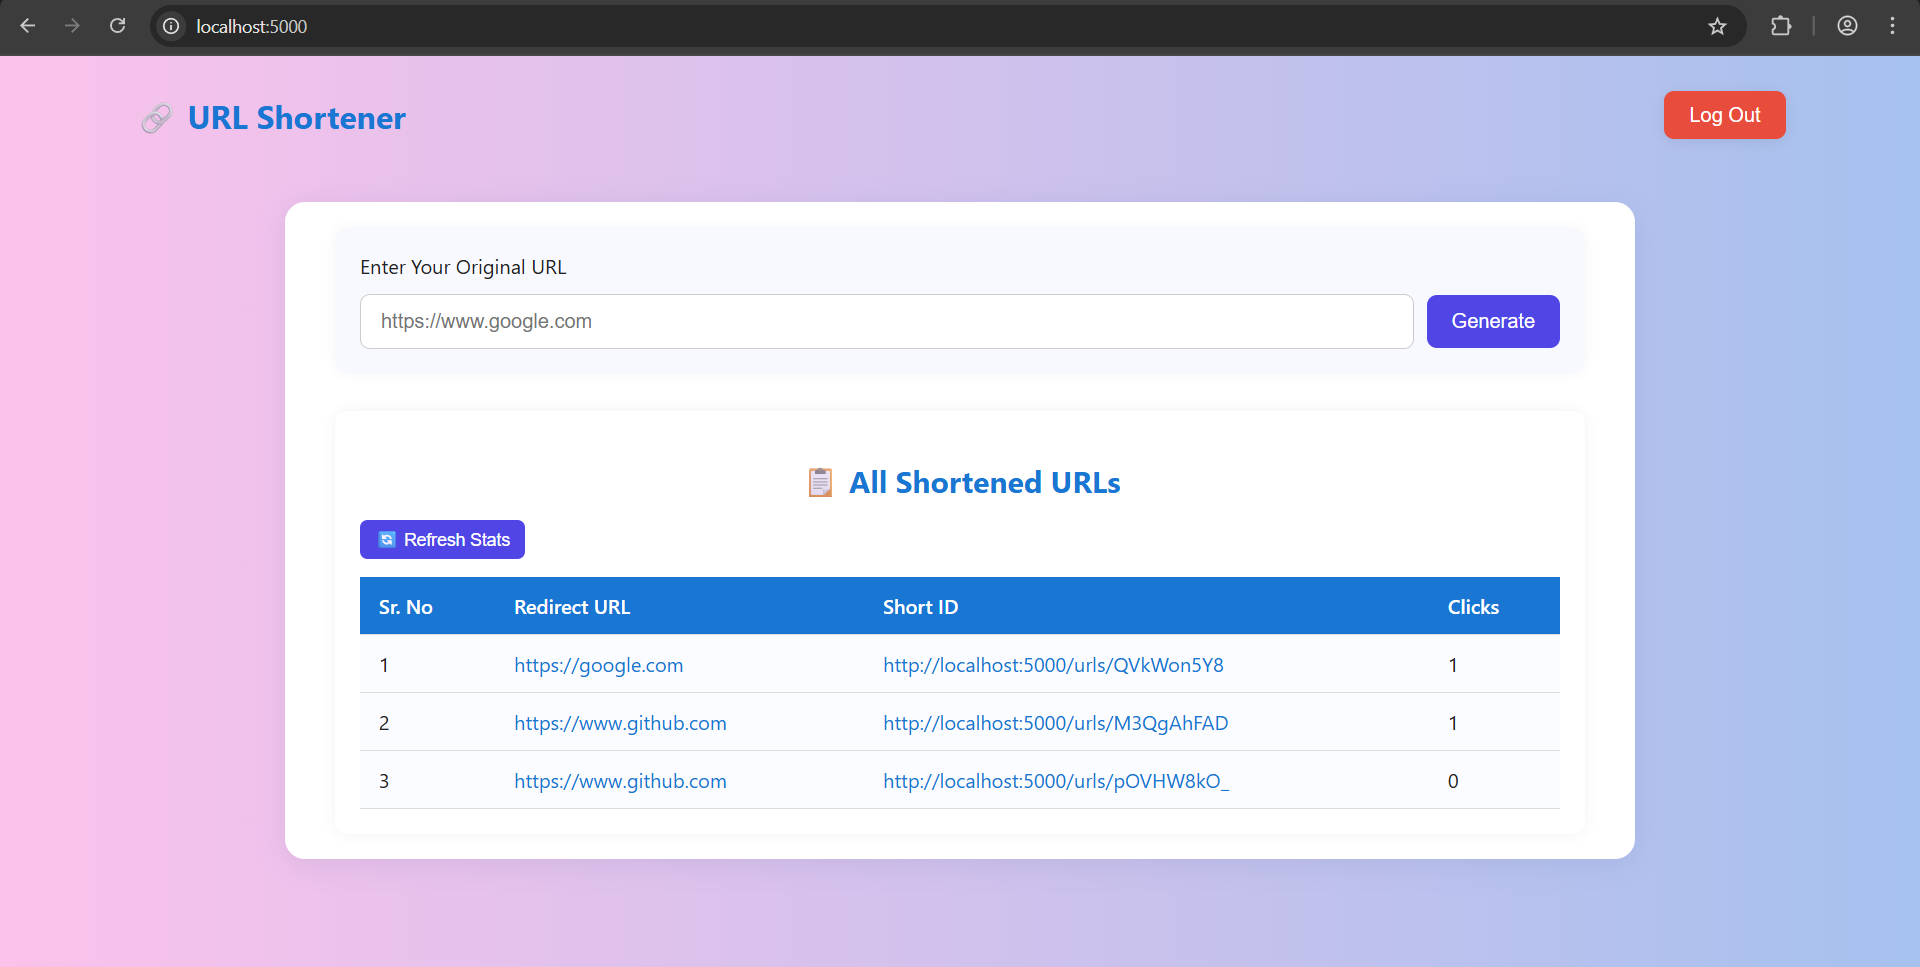 localhost:5000
URL Shortener
Log Out
Enter Your Original URL
https://www.google.com
Generate
All Shortened URLs
Refresh Stats
Sr. No Redirect URL Short ID Clicks
1 https://google.com http://localhost:5000/urls/QVkWon5Y8 1
2 https://www.github.com http://localhost:5000/urls/M3QgAhFAD 1
3 https://www.github.com http://localhost:5000/urls/pOVHW8kO_ 0